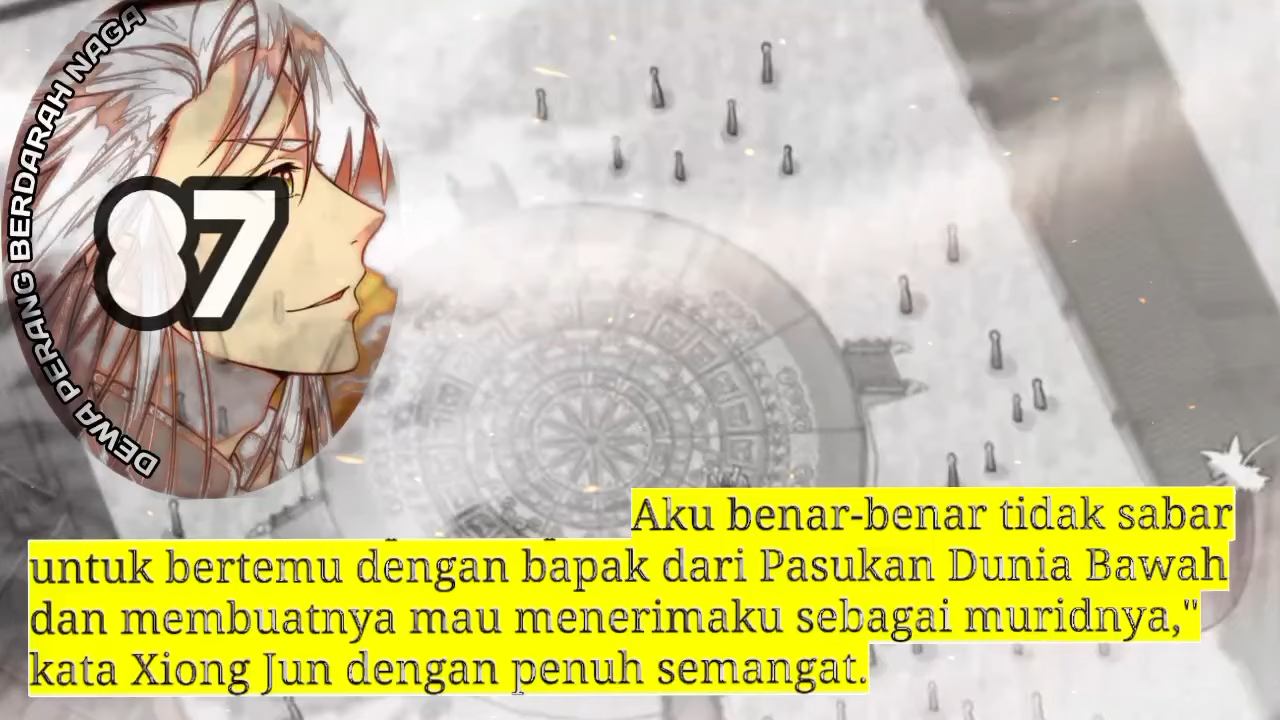 DEWA PERANG BERDARAH NAGA
87
Aku benar-benar tidak sabar
untuk bertemu dengan bapak dari Pasukan Dunia Bawah
dan membuatnya mau menerimaku sebagai muridnya,"
kata Xiong Jun dengan penuh semangat.